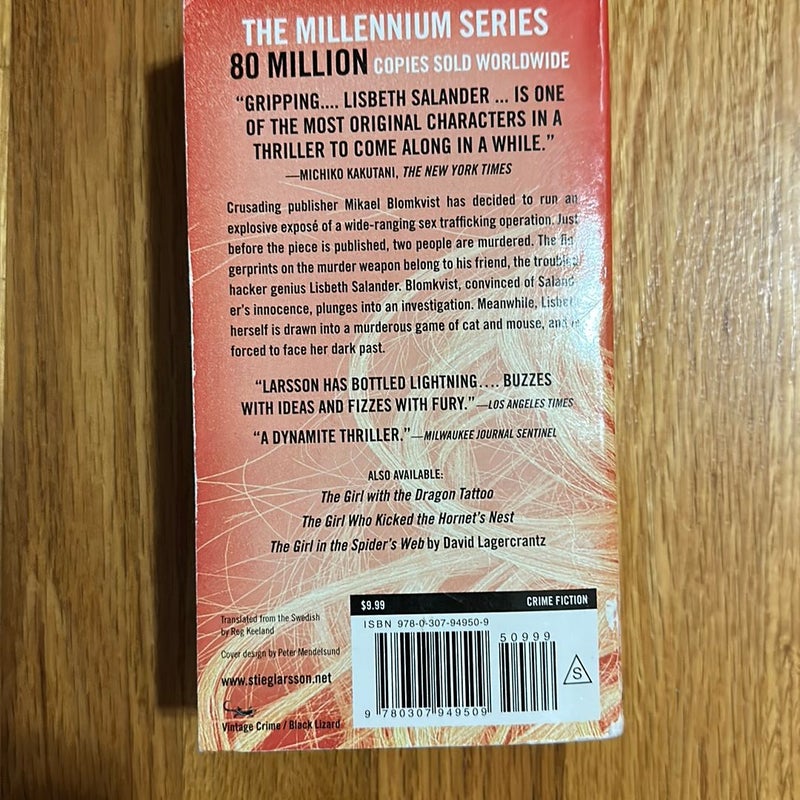 THE MILLENNIUM SERIES
80 MILLION COPIES SOLD WORLDWIDE
“GRIPPING.... LISBETH SALANDER ... IS ONE
OF THE MOST ORIGINAL CHARACTERS IN A
THRILLER TO COME ALONG IN A WHILE.”
—MICHIKO KAKUTANI, THE NEW YORK TIMES
Crusading publisher Mikael Blomkvist has decided to run an
explosive exposé of a wide-ranging sex trafficking operation. Just
before the piece is published, two people are murdered. The fin-
gerprints on the murder weapon belong to his friend, the troubled
hacker genius Lisbeth Salander. Blomkvist, convinced of Saland-
er’s innocence, plunges into an investigation. Meanwhile, Lisbeth
herself is drawn into a murderous game of cat and mouse, and is
forced to face her dark past.
“LARSSON HAS BOTTLED LIGHTNING.... BUZZES
WITH IDEAS AND FIZZES WITH FURY.” —LOS ANGELES TIMES
“A DYNAMITE THRILLER.”—MILWAUKEE JOURNAL SENTINEL
ALSO AVAILABLE:
The Girl with the Dragon Tattoo
The Girl Who Kicked the Hornet’s Nest
The Girl in the Spider’s Web by David Lagercrantz
Translated from the Swedish
by Reg Keeland
Cover design by Peter Mendelsund
www.stieglarsson.net
Vintage Crime / Black Lizard
$9.99 CRIME FICTION
ISBN 978-0-307-94950-9
50999
9 780307 949509
S